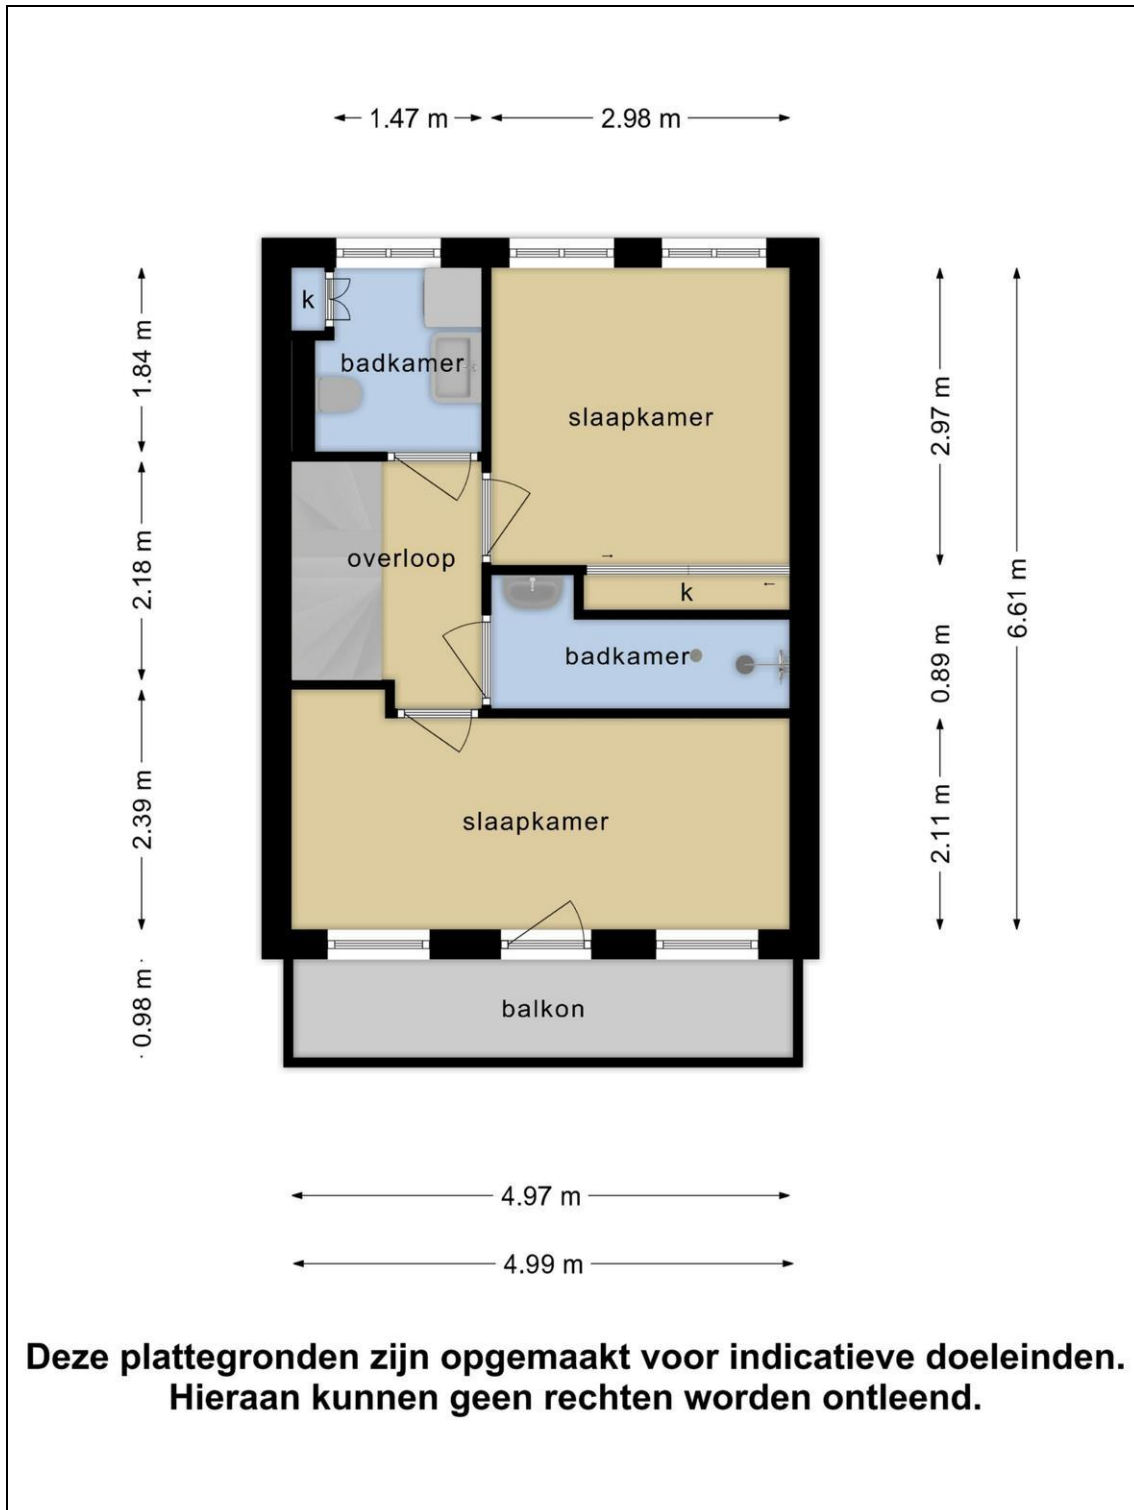 1.47 m
2.98 m
k
badkamer
slaapkamer
overloop
k
badkamer
slaapkamer
balkon
1.84 m
2.18 m
2.39 m
0.98 m
2.97 m
0.89 m
2.11 m
6.61 m
4.97 m
4.99 m
Deze plattegronden zijn opgemaakt voor indicatieve doeleinden.
Hieraan kunnen geen rechten worden ontleend.